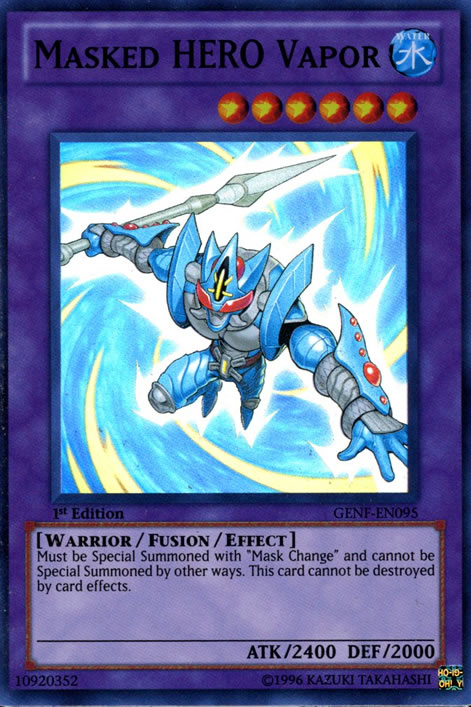 MASKED HERO VAPOR
WATER
水
1st Edition
GENF-EN095
[WARRIOR / FUSION / EFFECT]
Must be Special Summoned with "Mask Change" and cannot be
Special Summoned by other ways. This card cannot be destroyed
by card effects.
ATK/2400 DEF/2000
10920352
©1996 KAZUKI TAKAHASHI